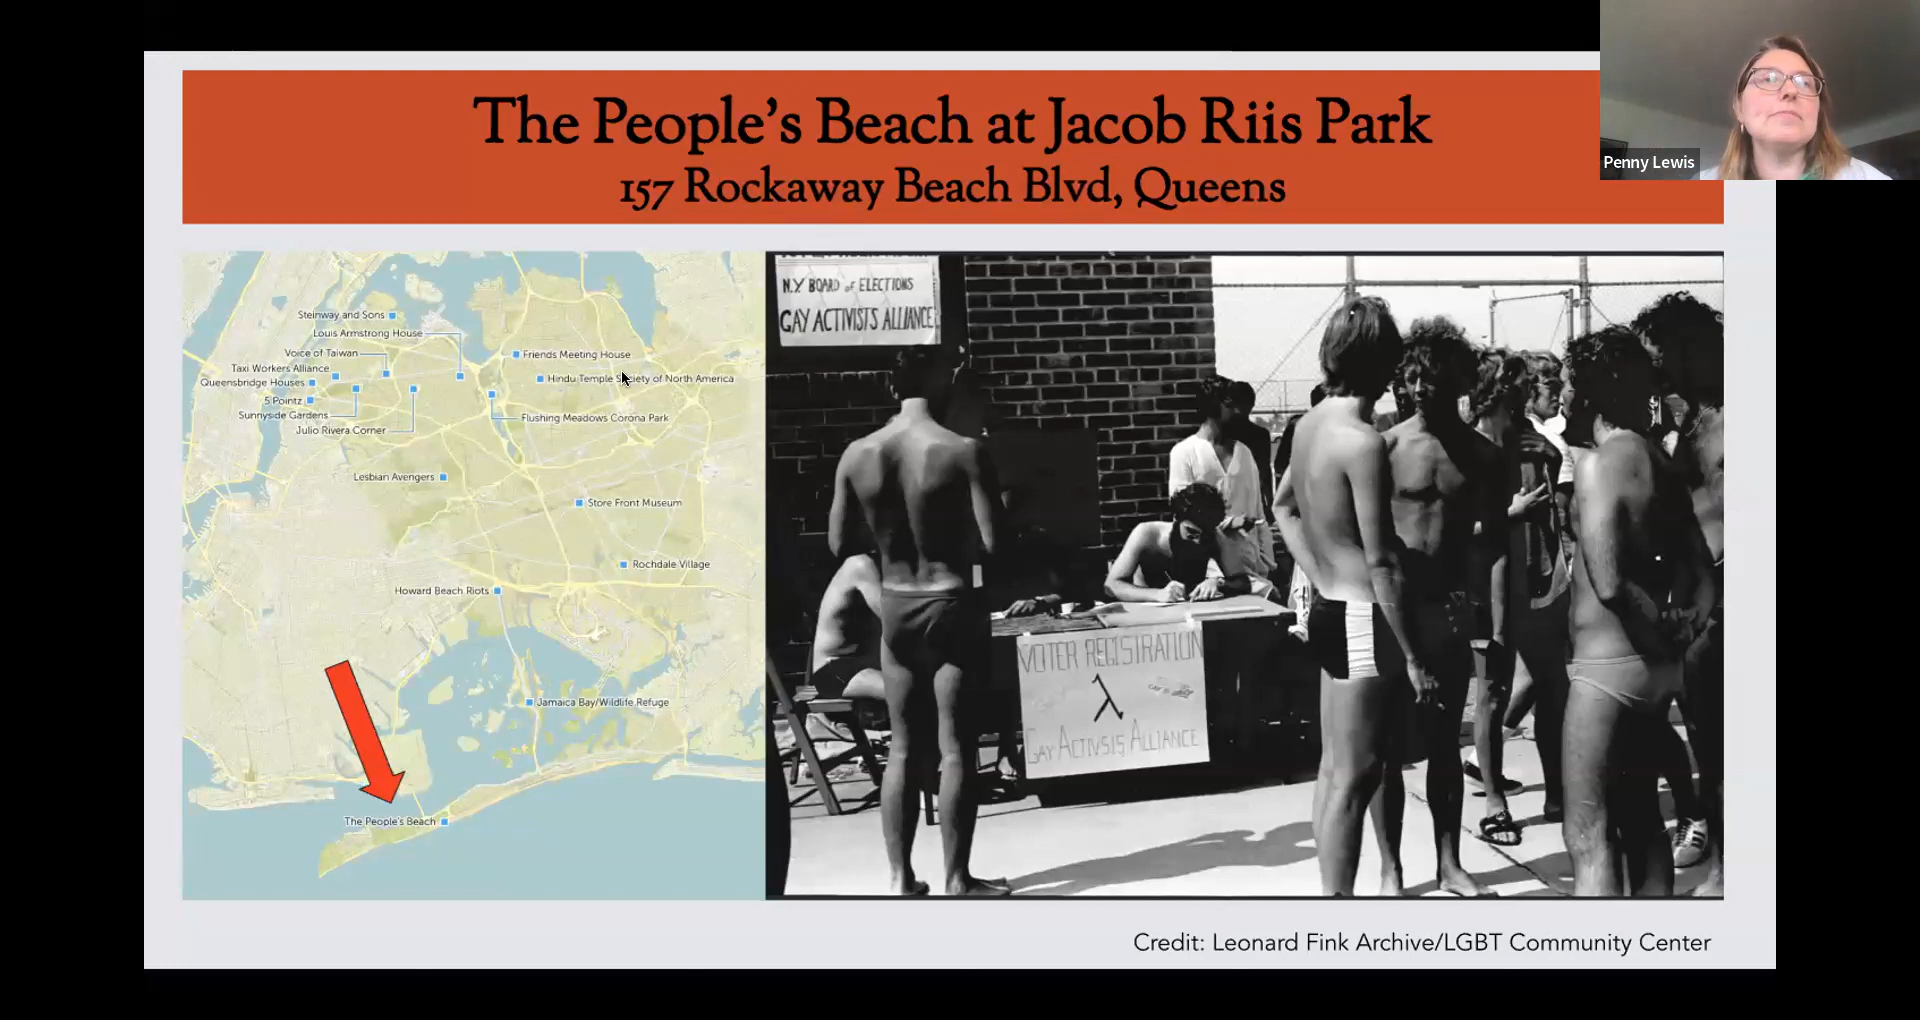 The People's Beach at Jacob Riis Park
157 Rockaway Beach Blvd, Queens
Penny Lewis
Steinway and Sons
Louis Armstrong House
Voice of Taiwan
Taxi Workers Alliance
Queensbridge Houses
5 Pointz
Sunnyside Gardens
Julio Rivera Corner
Friends Meeting House
Hindu Temple Society of North America
Flushing Meadows Corona Park
Lesbian Avengers
Store Front Museum
Rochdale Village
Howard Beach Riots
Jamaica Bay/Wildlife Refuge
The People's Beach
N.Y. BOARD of ELECTIONS
GAY ACTIVISTS ALLIANCE
VOTER REGISTRATION
λ
GAY ACTIVSIS ALLIANCE
Credit: Leonard Fink Archive/LGBT Community Center